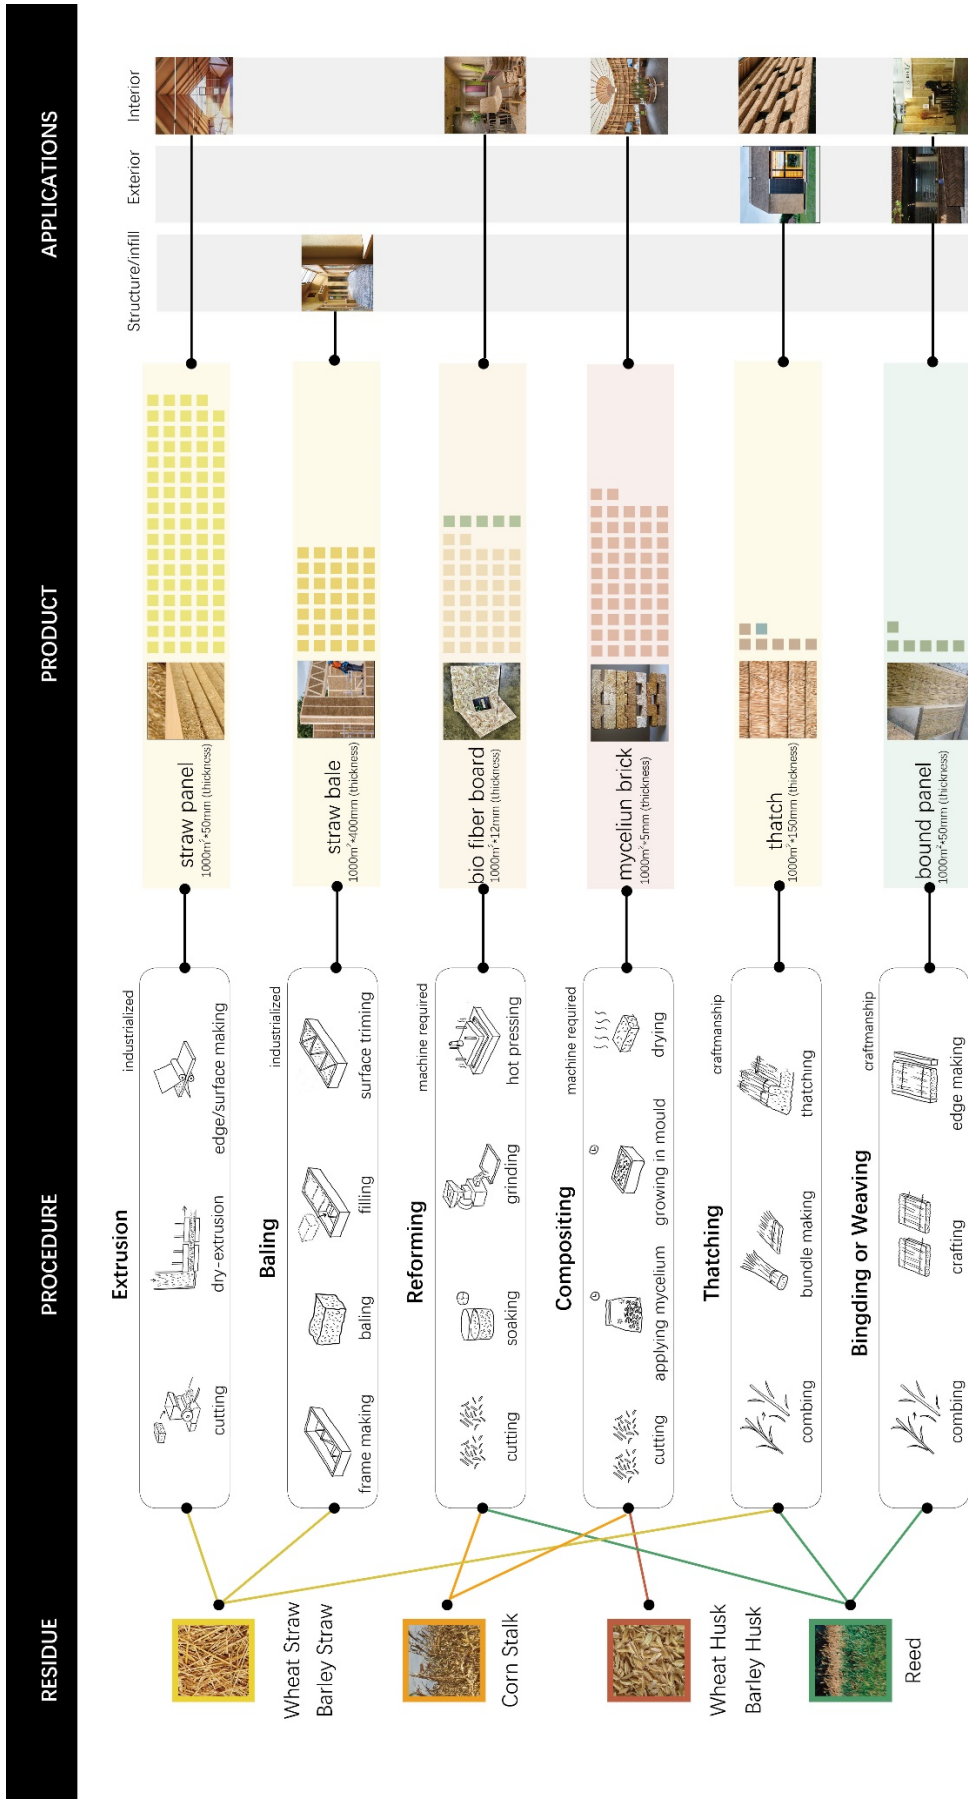 RESIDUE
PROCEDURE
PRODUCT
APPLICATIONS
Structure/infill
Exterior
Interior
Wheat Straw
Barley Straw
Corn Stalk
Wheat Husk
Barley Husk
Reed
Extrusion
industrialized
cutting
dry-extrusion
edge/surface making
straw panel
1000m²*50mm (thickness)
Baling
industrialized
frame making
baling
filling
surface triming
straw bale
1000m²*400mm (thickness)
Reforming
machine required
cutting
soaking
grinding
hot pressing
bio fiber board
1000m²*12mm (thickness)
Compositing
machine required
cutting
applying mycelium
growing in mould
drying
myceliun brick
1000m²*5mm (thickness)
Thatching
craftmanship
combing
bundle making
thatching
thatch
1000m²*150mm (thickness)
Bingding or Weaving
craftmanship
combing
crafting
edge making
bound panel
1000m²*50mm (thickness)